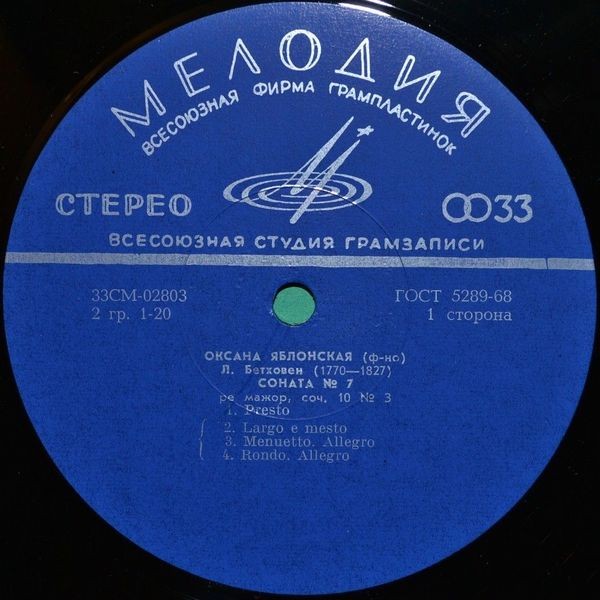 МЕЛОДИЯ
ВСЕСОЮЗНАЯ ФИРМА ГРАМПЛАСТИНОК
СТЕРЕО
33
ВСЕСОЮЗНАЯ СТУДИЯ ГРАМЗАПИСИ
33СМ-02803
ГОСТ 5289-68
2 гр. 1-20
1 сторона
ОКСАНА ЯБЛОНСКАЯ (ф-но)
Л. Бетховен (1770—1827)
СОНАТА № 7
ре мажор, соч. 10 № 3
1. Presto
2. Largo e mesto
3. Menuetto. Allegro
4. Rondo. Allegro